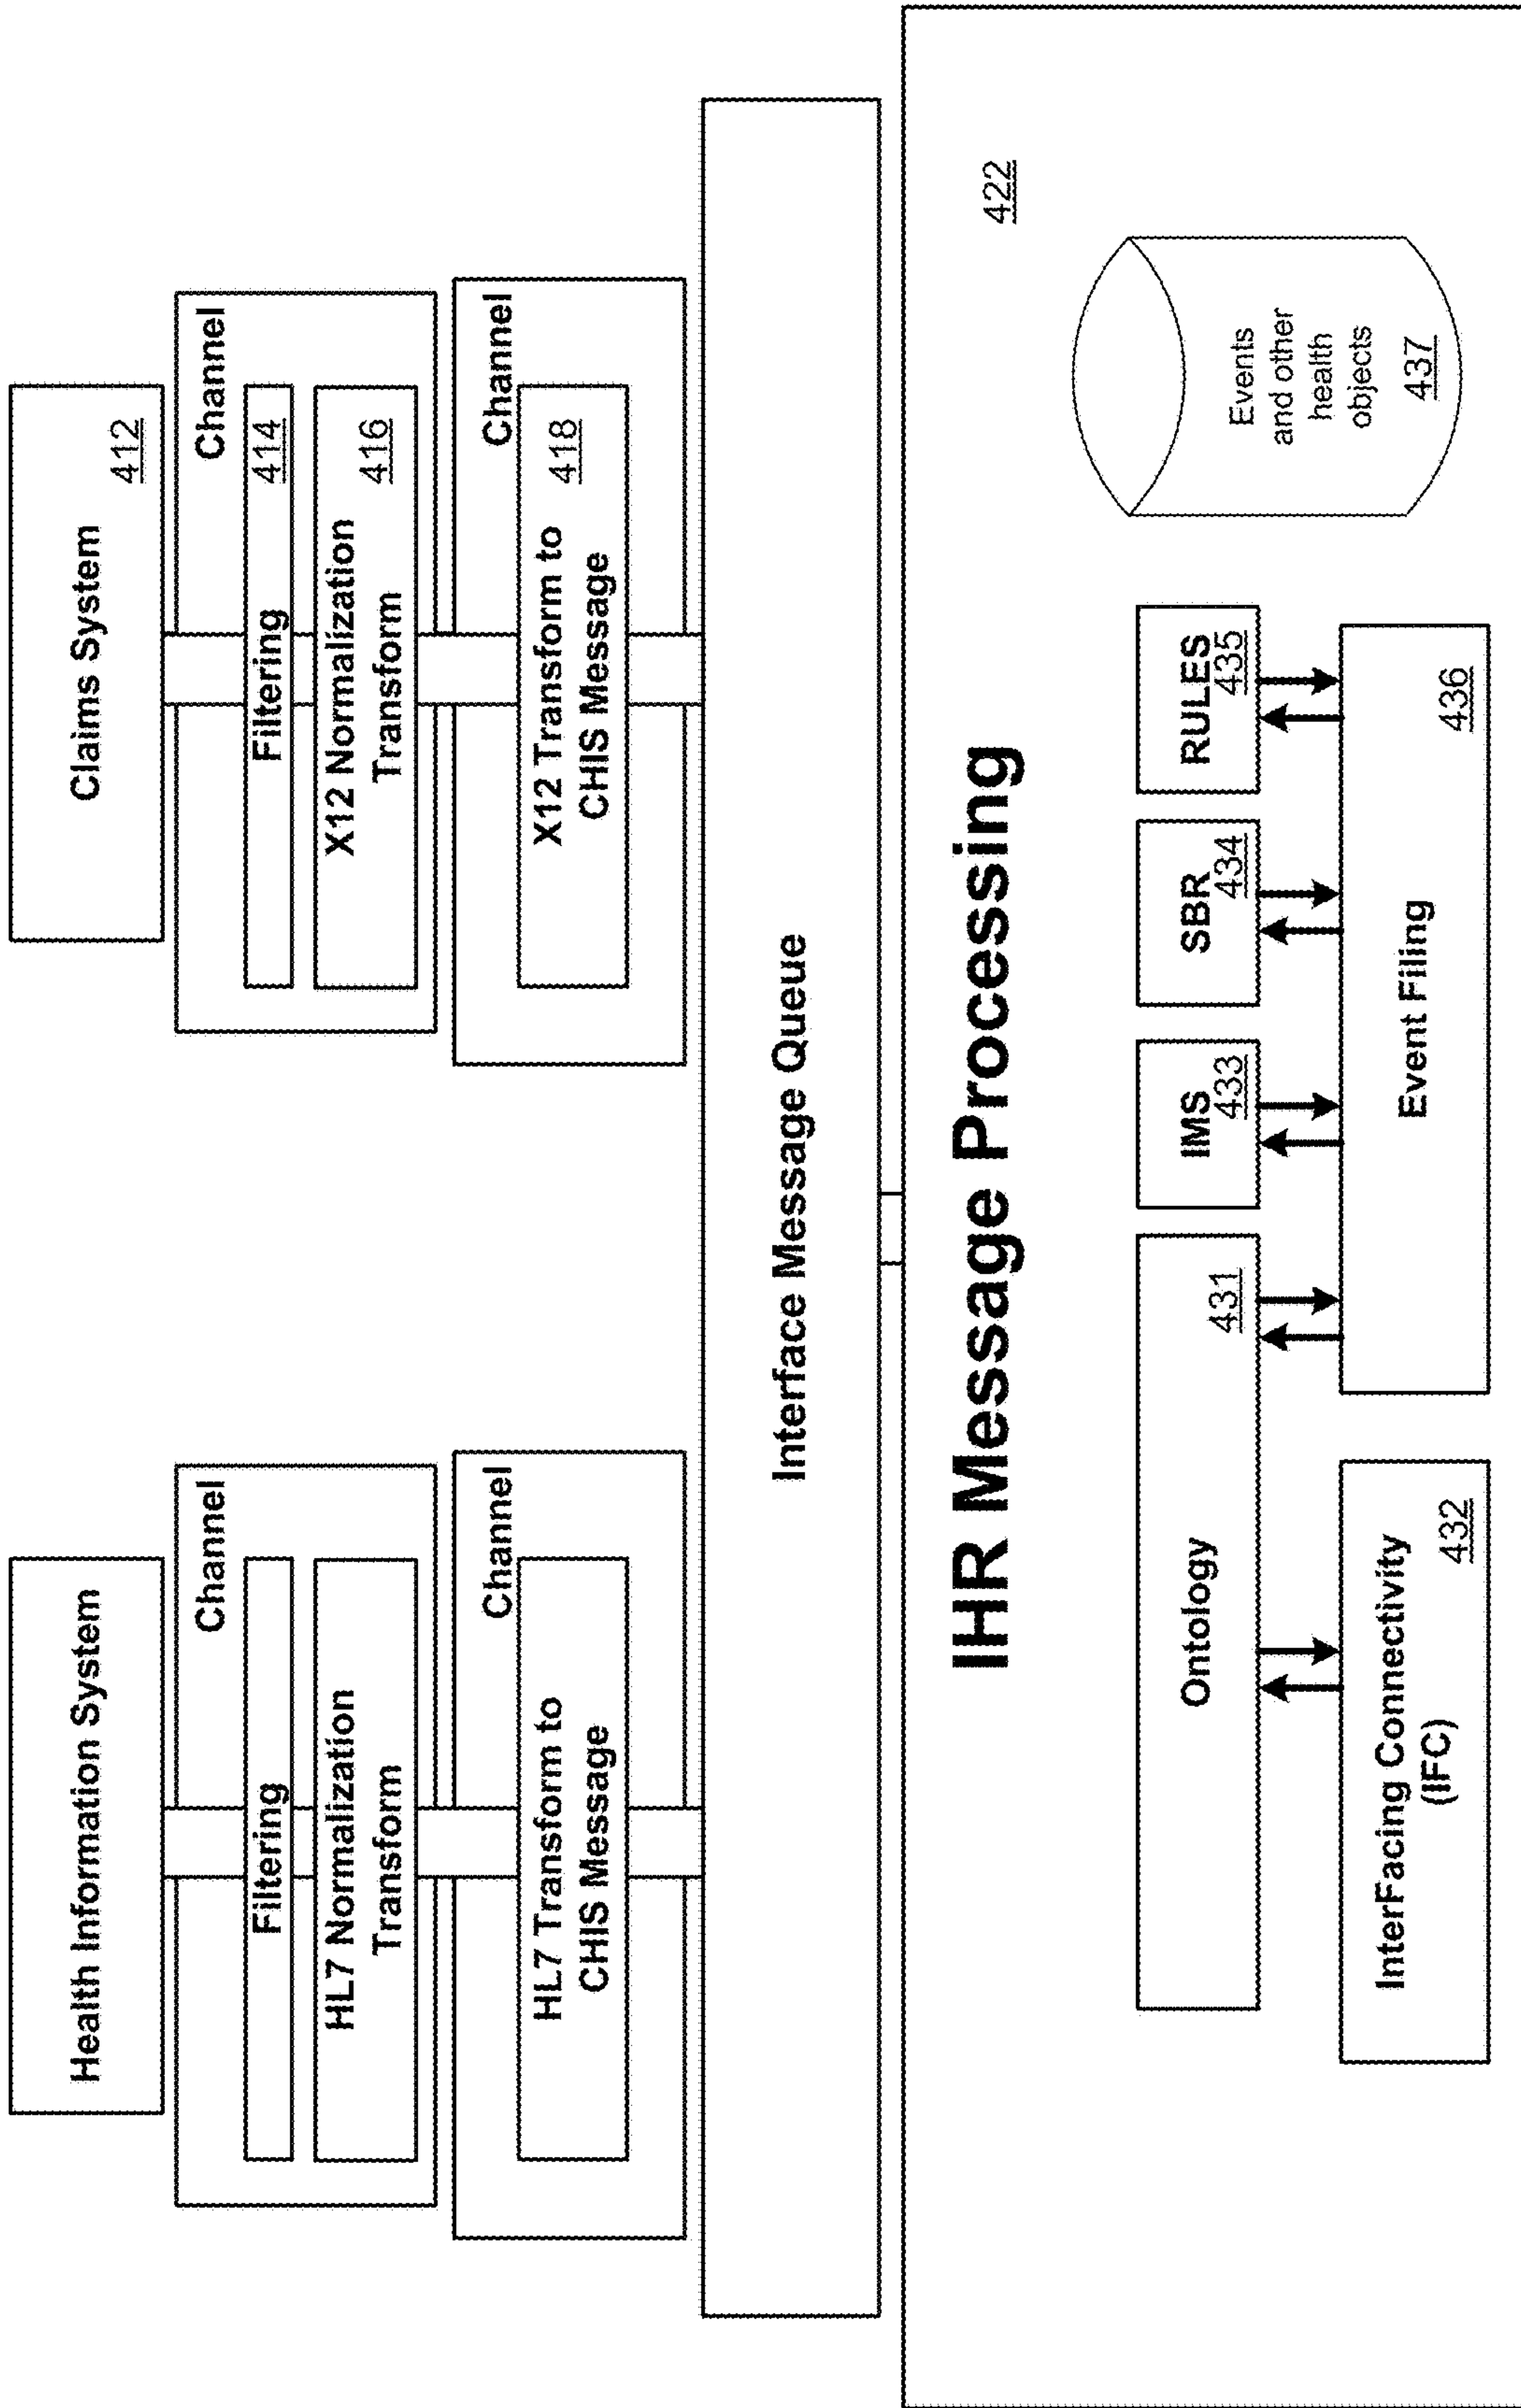 Health Information System
Channel
Filtering
HL7 Normalization
Transform
Channel
HL7 Transform to
CHIS Message
Claims System
412
Channel
Filtering
414
X12 Normalization
Transform
416
Channel
X12 Transform to
CHIS Message
418
Interface Message Queue
IHR Message Processing
422
Ontology
431
IMS
433
SBR
434
RULES
435
Events
and other
health
objects
437
InterFacing Connectivity
(IFC)
432
Event Filing
436